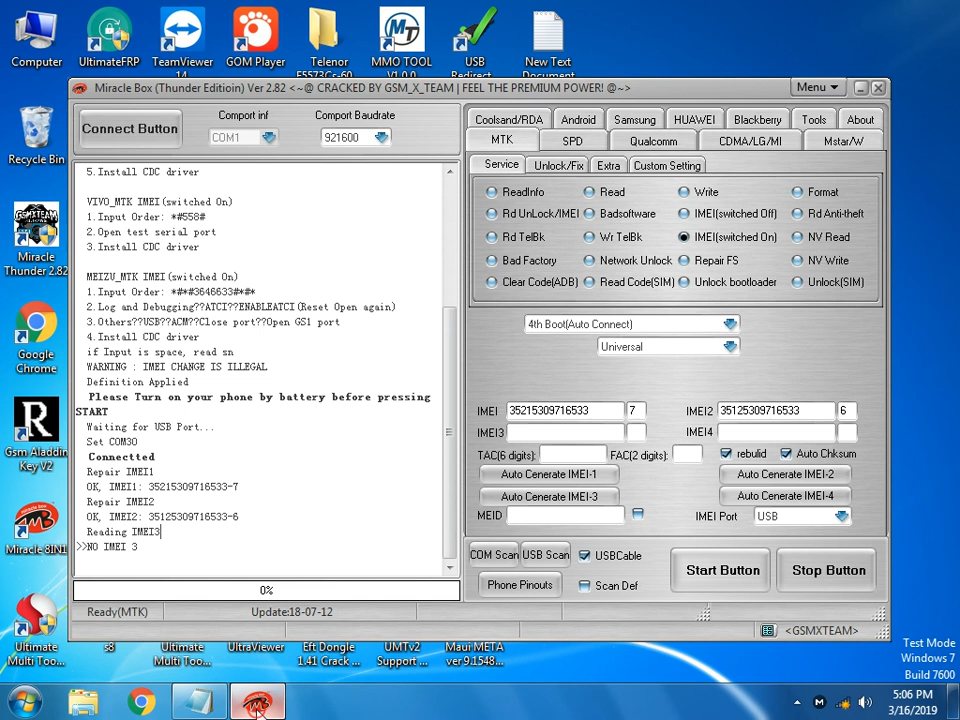 Computer
UltimateFRP
TeamViewer
14
GOM Player
Telenor
E5573Cs-60
MMO TOOL
V1.0.0
USB
Redirect
New Text
Document
Recycle Bin
Miracle
Thunder 2.82
Google
Chrome
Gsm Aladdin
Key V2
Miracle 8IN1
Ultimate
Multi Too...
s8
Ultimate
Multi Too...
UltraViewer
Eft Dongle
1.41 Crack ...
UMTv2
Support ...
Maui META
ver 9.1548...
Miracle Box (Thunder Editioin) Ver 2.82 <~@ CRACKED BY GSM_X_TEAM | FEEL THE PREMIUM POWER! @~>
Menu
Connect Button
Comport inf
COM1
Comport Baudrate
921600
5.Install CDC driver
VIVO_MTK IMEI(switched On)
1.Input Order: *#558#
2.Open test serial port
3.Install CDC driver
MEIZU_MTK IMEI(switched On)
1.Input Order: *#*#3646633#*#*
2.Log and Debugging??ATCI??ENABLEATCI(Reset Open again)
3.Others??USB??ACM??Close port??Open GS1 port
4.Install CDC driver
if Input is space, read sn
WARNING : IMEI CHANGE IS ILLEGAL
Definition Applied
Please Turn on your phone by battery before pressing
START
Waiting for USB Port...
Set COM30
Connectted
Repair IMEI1
OK, IMEI1: 35215309716533-7
Repair IMEI2
OK, IMEI2: 35125309716533-6
Reading IMEI3
>>NO IMEI 3
0%
Ready(MTK)
Update:18-07-12
Coolsand/RDA Android Samsung HUAWEI Blackberry Tools About
MTK SPD Qualcomm CDMA/LG/MI Mstar/W
Service Unlock/Fix Extra Custom Setting
ReadInfo Read Write Format
Rd UnLock/IMEI Badsoftware IMEI(switched Off) Rd Anti-theft
Rd TelBk Wr TelBk IMEI(switched On) NV Read
Bad Factory Network Unlock Repair FS NV Write
Clear Code(ADB) Read Code(SIM) Unlock bootloader Unlock(SIM)
4th Boot(Auto Connect)
Universal
IMEI 35215309716533 7 IMEI2 35125309716533 6
IMEI3 IMEI4
TAC(6 digits): FAC(2 digits): rebulid Auto Chksum
Auto Cenerate IMEI-1 Auto Cenerate IMEI-2
Auto Cenerate IMEI-3 Auto Cenerate IMEI-4
MEID IMEI Port USB
COM Scan USB Scan USBCable
Phone Pinouts Scan Def
Start Button Stop Button
<GSMXTEAM>
Test Mode
Windows 7
Build 7600
5:06 PM
3/16/2019